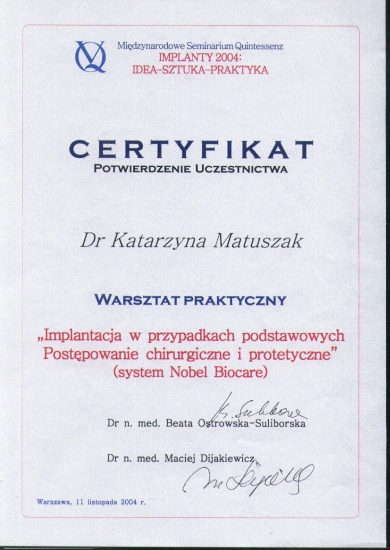 Międzynarodowe Seminarium Quintessenz
IMPLANTY 2004:
IDEA–SZTUKA–PRAKTYKA
CERTYFIKAT
POTWIERDZENIE UCZESTNICTWA
Dr Katarzyna Matuszak
WARSZTAT PRAKTYCZNY
„Implantacja w przypadkach podstawowych
Postępowanie chirurgiczne i protetyczne”
(system Nobel Biocare)
Dr n. med. Beata Ostrowska-Suliborska
Dr n. med. Maciej Dijakiewicz
Warszawa, 11 listopada 2004 r.